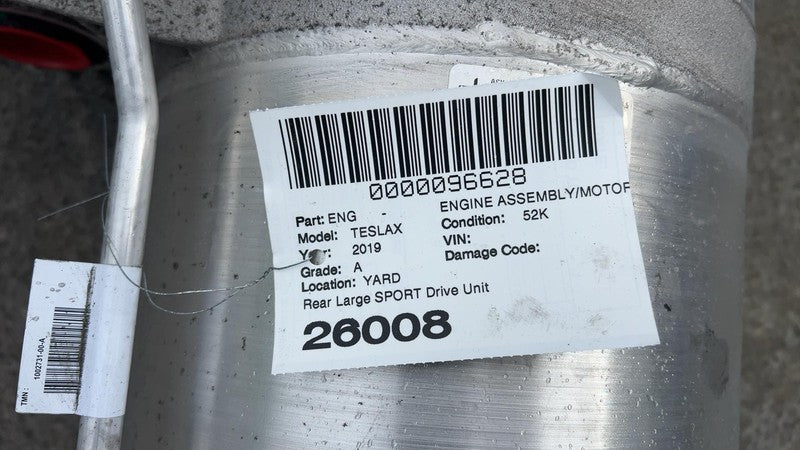 0000096628
Part: ENG - ENGINE ASSEMBLY/MOTOR
Model: TESLAX Condition: 52K
Year: 2019 VIN:
Grade: A Damage Code:
Location: YARD
Rear Large SPORT Drive Unit
26008
TMN: 1002731-00-A